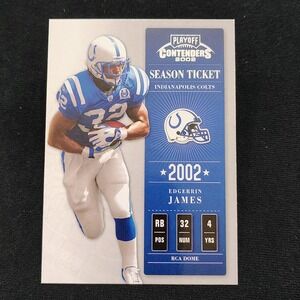 PLAYOFF
CONTENDERS
2002
SEASON TICKET
INDIANAPOLIS COLTS
32
2002
EDGERRIN
JAMES
RB 32 4
POS NUM YRS
RCA DOME